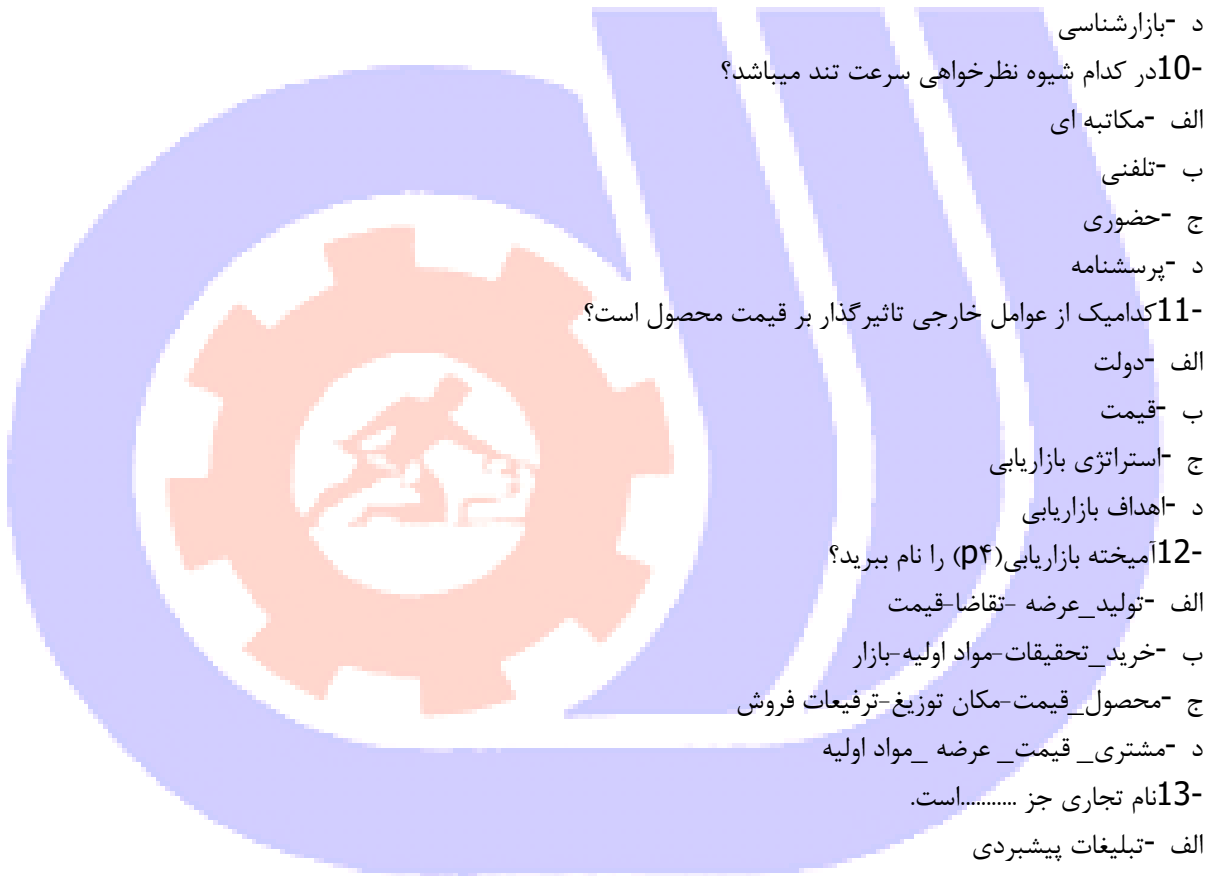 د -بازارشناسی
-10در کدام شیوه نظرخواهی سرعت تند میباشد؟
الف -مکاتبه ای
ب -تلفنی
ج -حضوری
د -پرسشنامه
-11کدامیک از عوامل خارجی تاثیرگذار بر قیمت محصول است؟
الف -دولت
ب -قیمت
ج -استراتژی بازاریابی
د -اهداف بازاریابی
-12آمیخته بازاریابی(p۴) را نام ببرید؟
الف -تولید_عرضه -تقاضا-قیمت
ب -خرید_تحقیقات-مواد اولیه-بازار
ج -محصول_قیمت-مکان توزیغ-ترفیعات فروش
د -مشتری_ قیمت_ عرضه _مواد اولیه
-13نام تجاری جز ...........است.
الف -تبلیغات پیشبردی